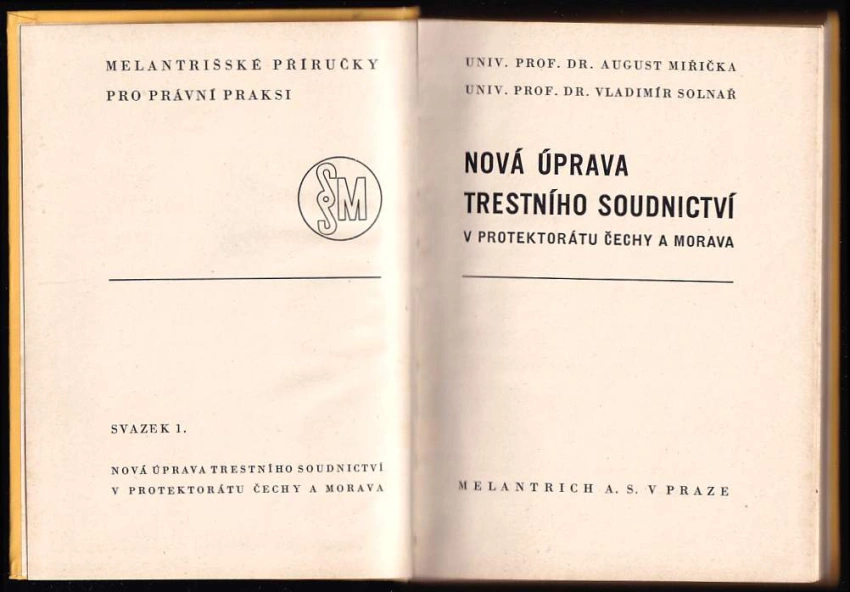 MELANTRIŠSKÉ PŘÍRUČKY
PRO PRÁVNÍ PRAKSI
§M
SVAZEK 1.
NOVÁ ÚPRAVA TRESTNÍHO SOUDNICTVÍ
V PROTEKTORÁTU ČECHY A MORAVA
UNIV. PROF. DR. AUGUST MIŘIČKA
UNIV. PROF. DR. VLADIMÍR SOLNAŘ
NOVÁ ÚPRAVA
TRESTNÍHO SOUDNICTVÍ
V PROTEKTORÁTU ČECHY A MORAVA
MELANTRICH A. S. V PRAZE